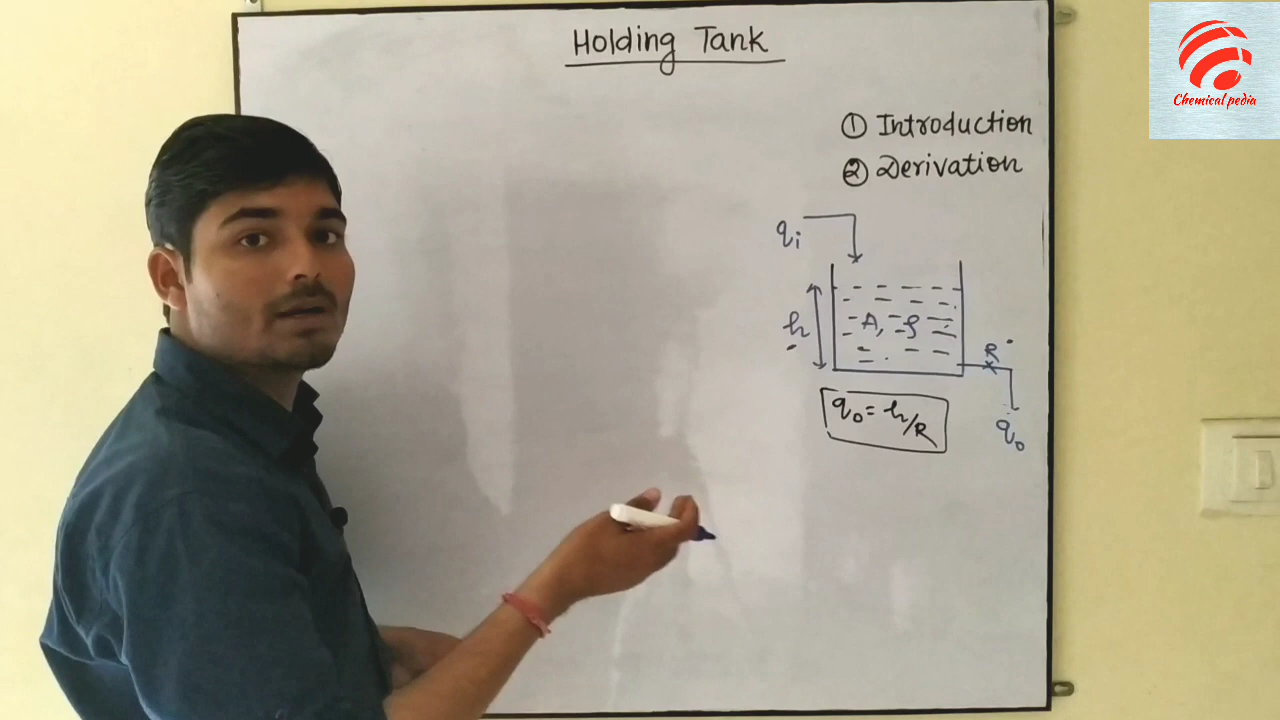 Holding Tank
Chemical pedia
① Introduction
② Derivation
qi
h
A, ρ
R
q₀ = h/R
q₀